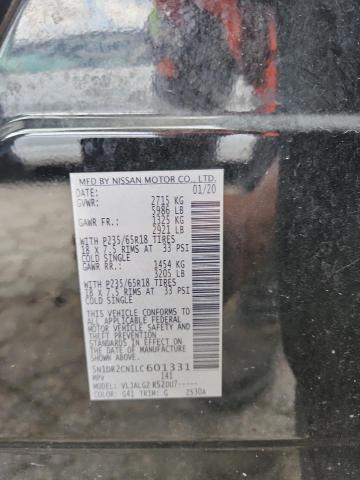 MFD BY NISSAN MOTOR CO., LTD.
DATE: 01/20
GVWR: 2715 KG
5986 LB
GAWR FR: 1325 KG
2921 LB
WITH P235/65R18 TIRES
18 X 7.5 RIMS AT 33 PSI
COLD SINGLE
GAWR RR.: 1454 KG
3205 LB
WITH P235/65R18 TIRES
18 X 7.5 RIMS AT 33 PSI
COLD SINGLE
THIS VEHICLE CONFORMS TO
ALL APPLICABLE FEDERAL
MOTOR VEHICLE SAFETY
AND THEFT PREVENTION
STANDARDS IN EFFECT ON
THE DATE OF MANUFACTURE
SHOWN ABOVE.
5N1DR2CN1LC601331
MPV 141
MODEL: VLJALG2 R52DU7-----
COLOR: G41 TRIM: G 2530A